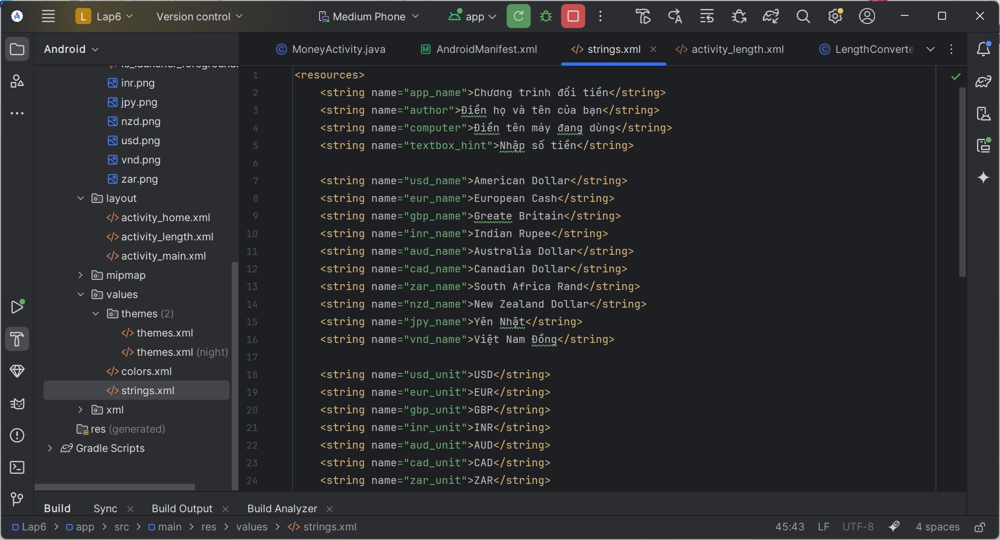 L Lap6 Version control Medium Phone app
Android
MoneyActivity.java AndroidManifest.xml strings.xml activity_length.xml LengthConverte
inr.png
jpy.png
nzd.png
usd.png
vnd.png
zar.png
layout
activity_home.xml
activity_length.xml
activity_main.xml
mipmap
values
themes (2)
themes.xml
themes.xml (night)
colors.xml
strings.xml
xml
res (generated)
Gradle Scripts
1 <resources>
2 <string name="app_name">Chương trình đổi tiền</string>
3 <string name="author">Điền họ và tên của bạn</string>
4 <string name="computer">Điền tên máy đang dùng</string>
5 <string name="textbox_hint">Nhập số tiền</string>
6
7 <string name="usd_name">American Dollar</string>
8 <string name="eur_name">European Cash</string>
9 <string name="gbp_name">Greate Britain</string>
10 <string name="inr_name">Indian Rupee</string>
11 <string name="aud_name">Australia Dollar</string>
12 <string name="cad_name">Canadian Dollar</string>
13 <string name="zar_name">South Africa Rand</string>
14 <string name="nzd_name">New Zealand Dollar</string>
15 <string name="jpy_name">Yên Nhật</string>
16 <string name="vnd_name">Việt Nam Đồng</string>
17
18 <string name="usd_unit">USD</string>
19 <string name="eur_unit">EUR</string>
20 <string name="gbp_unit">GBP</string>
21 <string name="inr_unit">INR</string>
22 <string name="aud_unit">AUD</string>
23 <string name="cad_unit">CAD</string>
24 <string name="zar_unit">ZAR</string>
Build Sync Build Output Build Analyzer
Lap6 > app > src > main > res > values > strings.xml 45:43 LF UTF-8 4 spaces